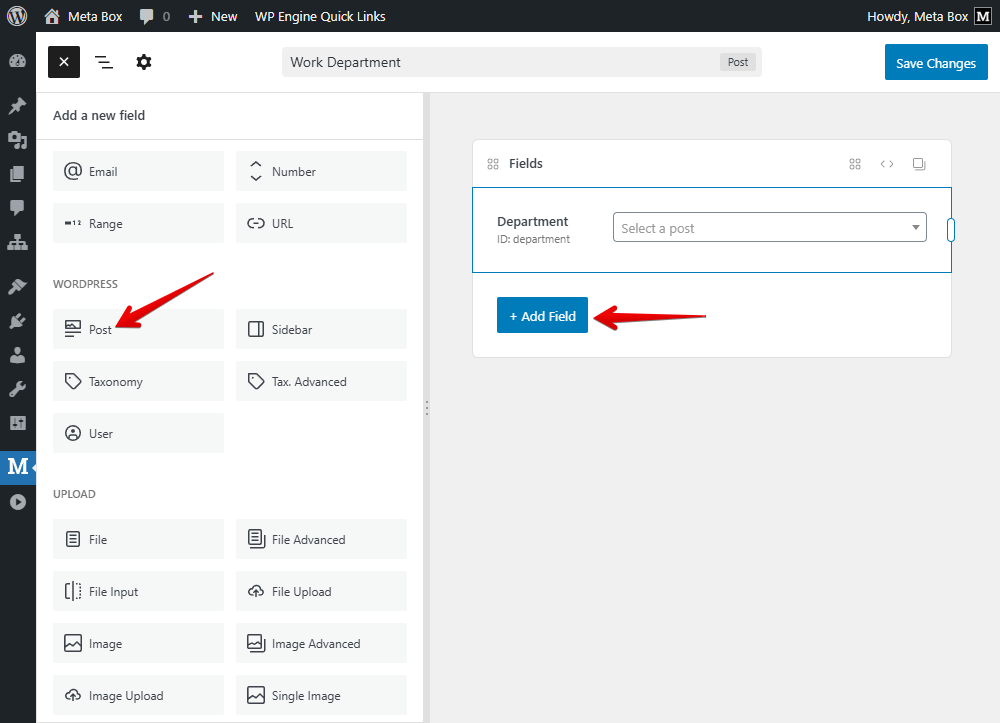 Meta Box
0
New
WP Engine Quick Links
Howdy, Meta Box
M
Work Department
Post
Save Changes
Add a new field
@ Email
Number
Range
URL
WORDPRESS
Post
Sidebar
Taxonomy
Tax. Advanced
User
UPLOAD
File
File Advanced
File Input
File Upload
Image
Image Advanced
Image Upload
Single Image
M
Fields
Department
ID: department
Select a post
+ Add Field